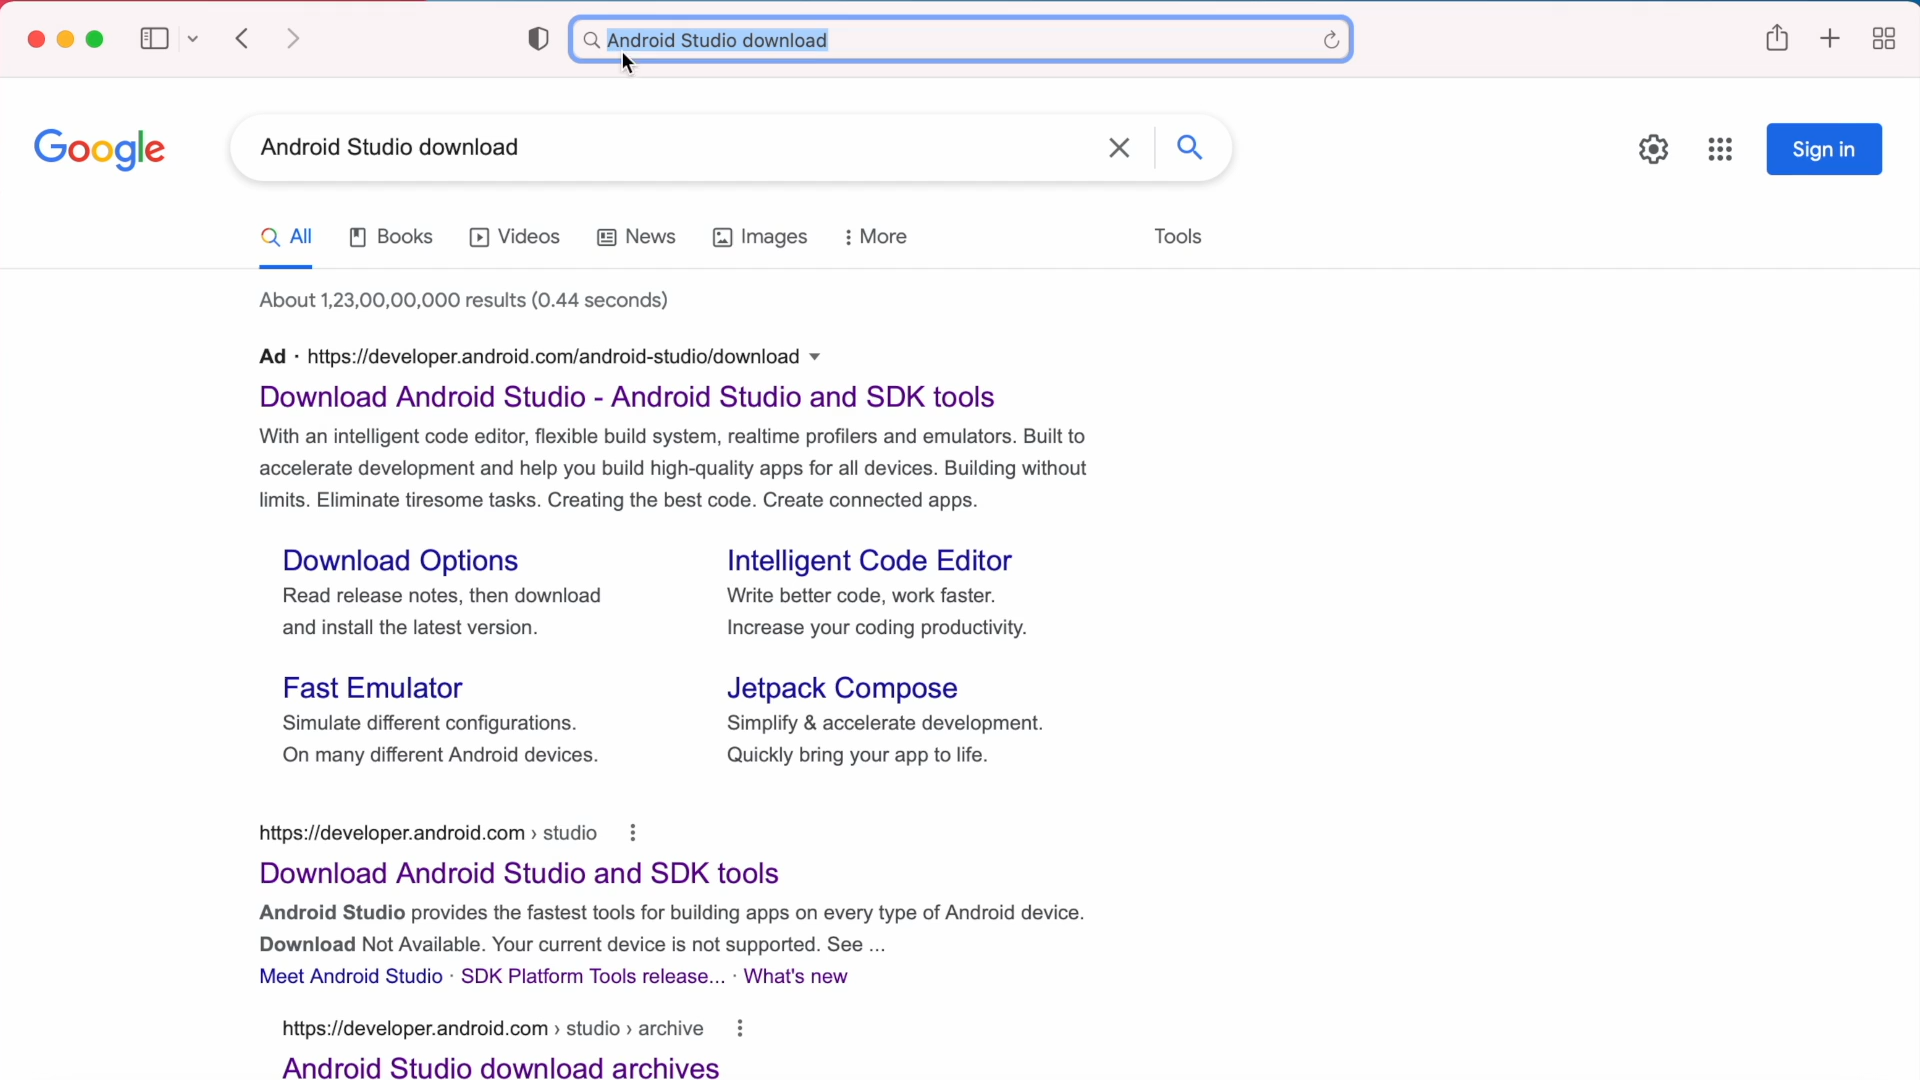 Android Studio download
Google
Android Studio download
Sign in
All
Books
Videos
News
Images
More
Tools
About 1,23,00,00,000 results (0.44 seconds)
Ad · https://developer.android.com/android-studio/download
Download Android Studio - Android Studio and SDK tools
With an intelligent code editor, flexible build system, realtime profilers and emulators. Built to
accelerate development and help you build high-quality apps for all devices. Building without
limits. Eliminate tiresome tasks. Creating the best code. Create connected apps.
Download Options
Read release notes, then download
and install the latest version.
Intelligent Code Editor
Write better code, work faster.
Increase your coding productivity.
Fast Emulator
Simulate different configurations.
On many different Android devices.
Jetpack Compose
Simplify & accelerate development.
Quickly bring your app to life.
https://developer.android.com › studio
Download Android Studio and SDK tools
Android Studio provides the fastest tools for building apps on every type of Android device.
Download Not Available. Your current device is not supported. See ...
Meet Android Studio · SDK Platform Tools release... · What's new
https://developer.android.com › studio › archive
Android Studio download archives